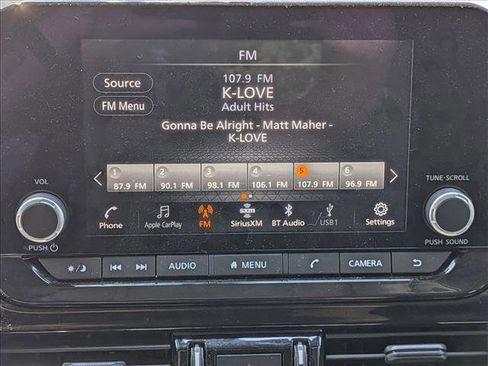 FM
Source
107.9 FM
FM Menu
K-LOVE
Adult Hits
Gonna Be Alright - Matt Maher -
K-LOVE
1 2 3 4 5 6
87.9 FM 90.1 FM 98.1 FM 106.1 FM 107.9 FM 96.9 FM
VOL
TUNE·SCROLL
Phone Apple CarPlay FM SiriusXM BT Audio USB1 Settings
sxm
PUSH
PUSH SOUND
AUDIO MENU CAMERA